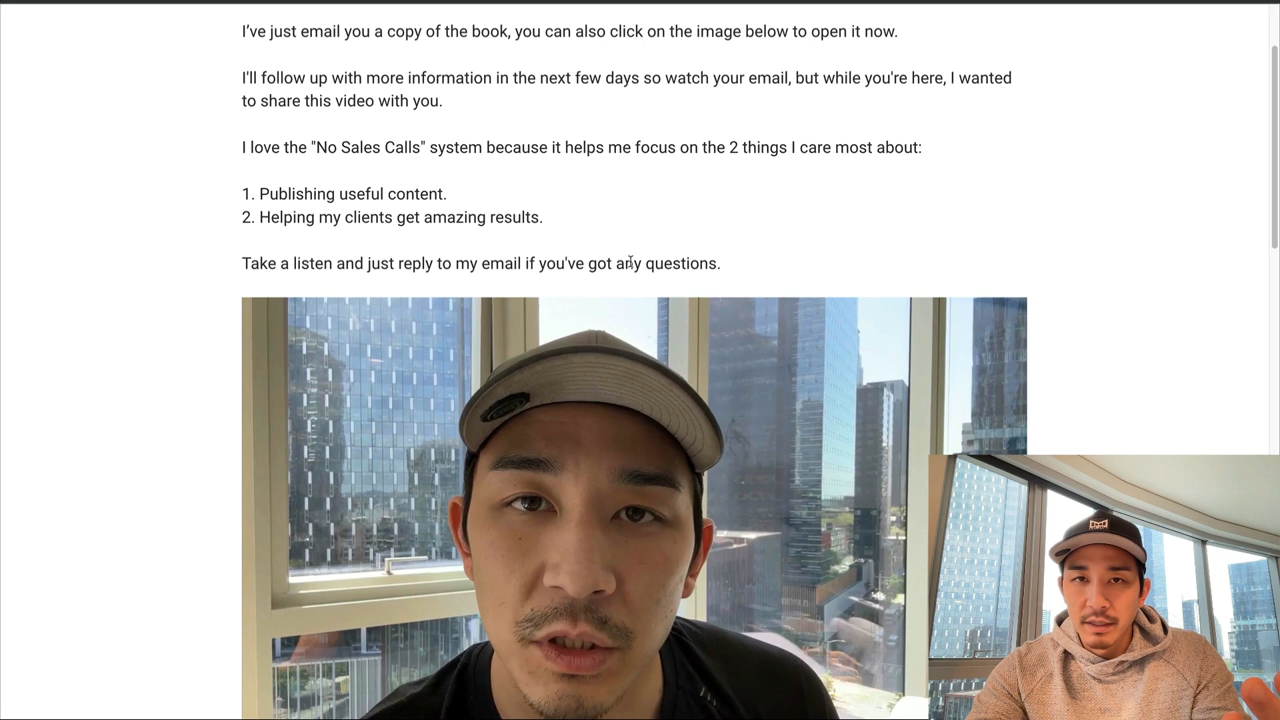 I’ve just email you a copy of the book, you can also click on the image below to open it now.
I'll follow up with more information in the next few days so watch your email, but while you're here, I wanted
to share this video with you.
I love the "No Sales Calls" system because it helps me focus on the 2 things I care most about:
1. Publishing useful content.
2. Helping my clients get amazing results.
Take a listen and just reply to my email if you've got any questions.